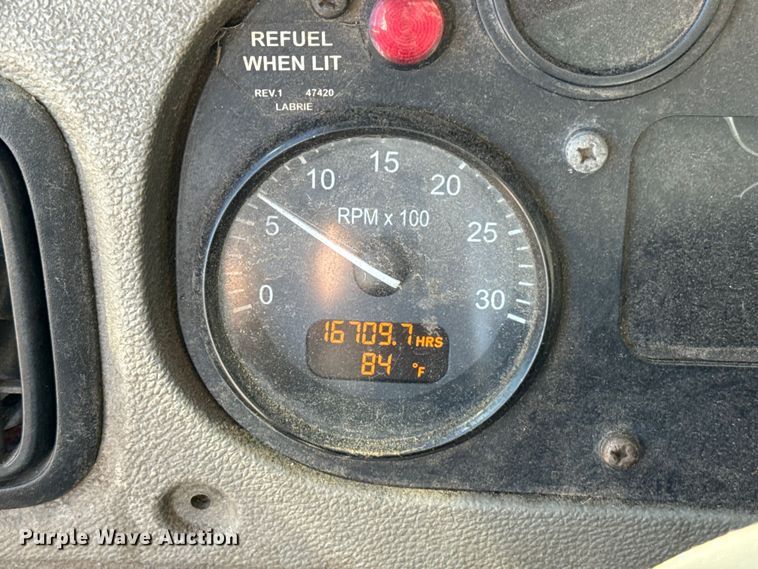 REFUEL
WHEN LIT
REV.1 47420
LABRIE
0 5 10 15 20 25 30
RPM x 100
16709.7 HRS
84 °F
Purple Wave Auction